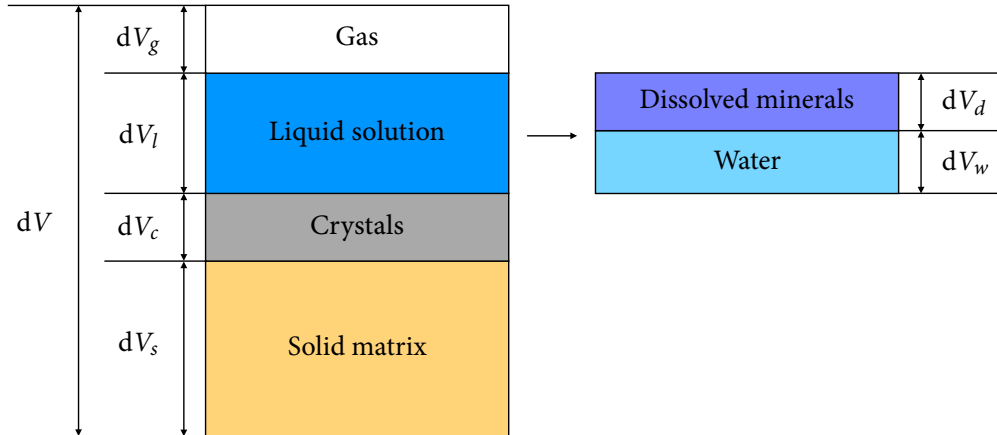 dV
dV_g
Gas
dV_l
Liquid solution
dV_c
Crystals
dV_s
Solid matrix
Dissolved minerals
dV_d
Water
dV_w